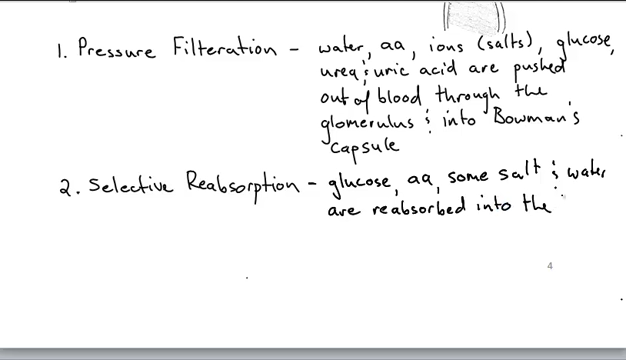 1. Pressure Filteration - water, aa, ions (salts), glucose,
urea & uric acid are pushed
out of blood through the
glomerulus & into Bowman's
capsule
2. Selective Reabsorption - glucose, aa, some salt & water
are reabsorbed into the
4